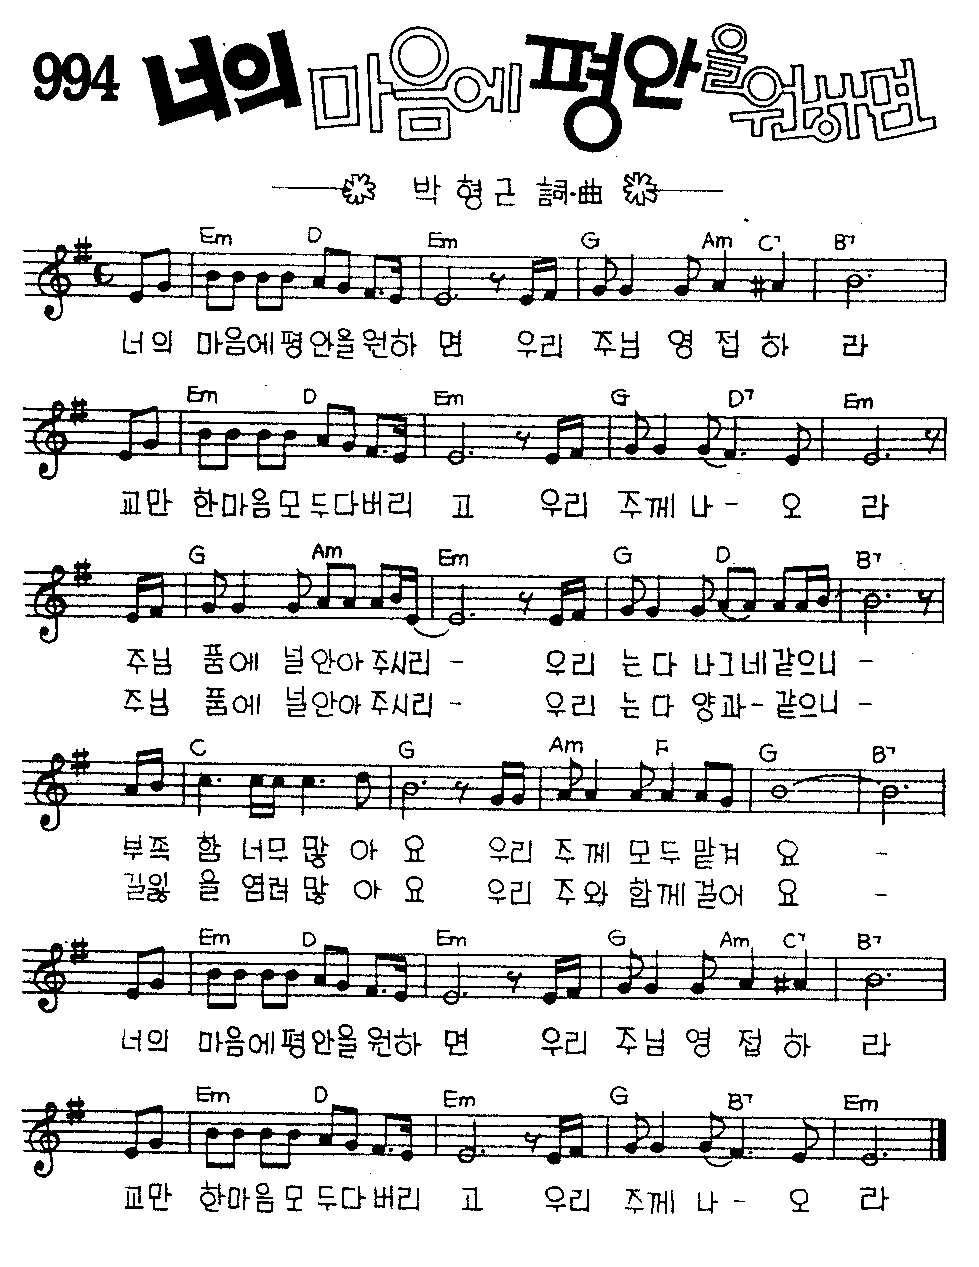 994 너의 마음에 평안을 원하면
박 형 근 詞·曲
Em D Em G Am C7 B7
너의 마음에평안을원하 면 우리 주님 영 접 하 라
Em D Em G D7 Em
교만 한마음모두다버리 고 우리 주께 나 - 오 라
G Am Em G D B7
주님 품에 널안아주시리 - 우리 는다 나그네같으니 -
주님 품에 널안아주시리 - 우리 는다 양과-같으니 -
C G Am F G B7
부족 함 너무 많 아 요 우리 주께 모두 맡겨 요 -
길잃 을 염려 많 아 요 우리 주와 함께 걸어 요 -
Em D Em G Am C7 B7
너의 마음에평안을원하 면 우리 주님 영 접 하 라
Em D Em G B7 Em
교만 한마음모두다버리 고 우리 주께 나 - 오 라